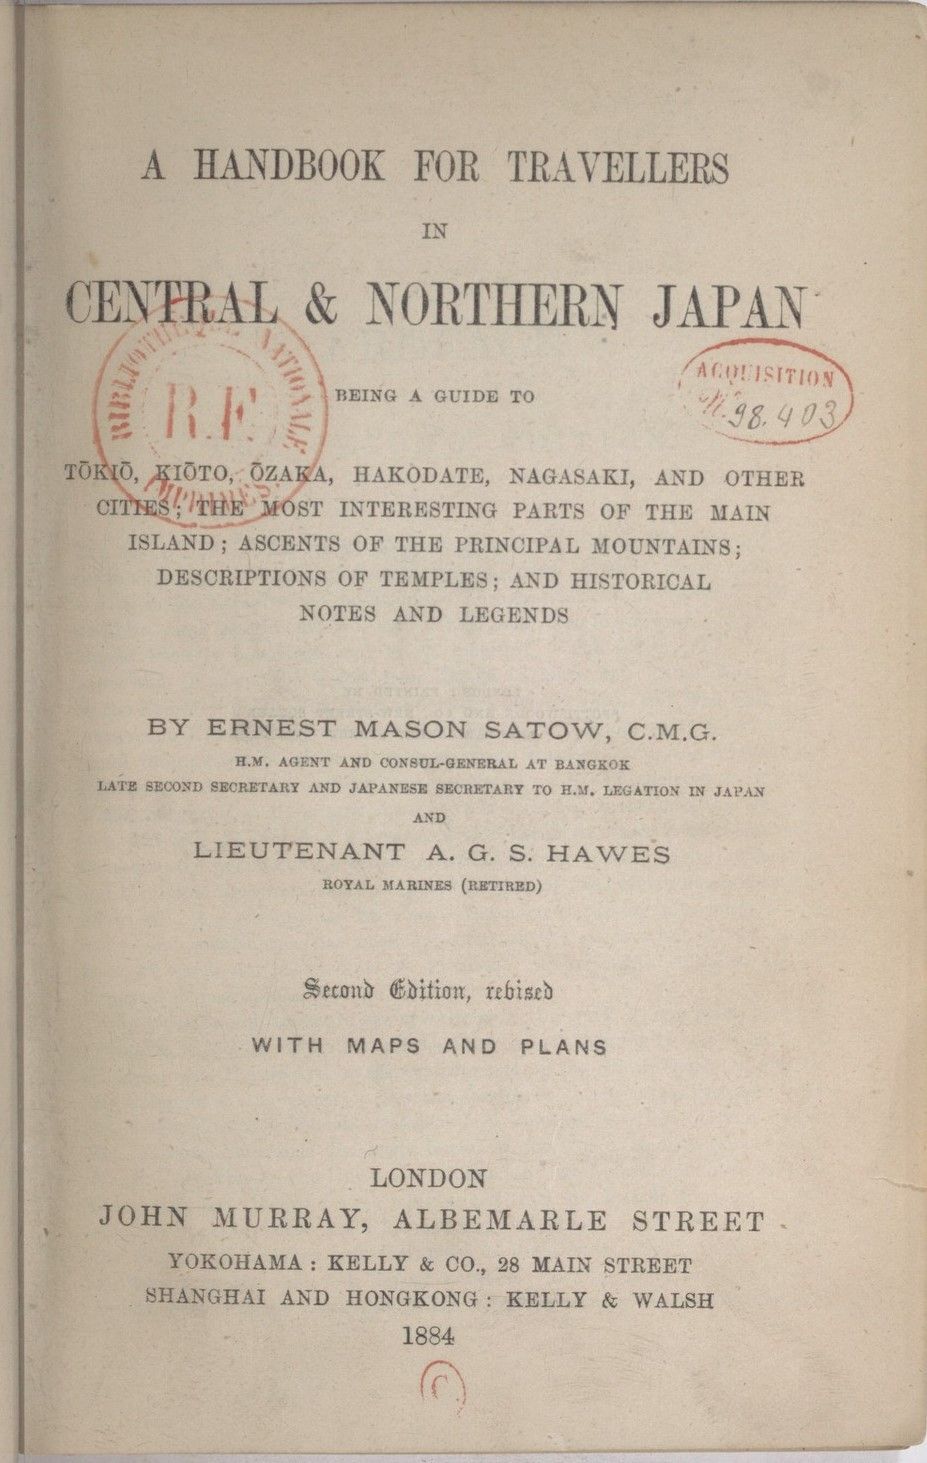 A HANDBOOK FOR TRAVELLERS
IN
CENTRAL & NORTHERN JAPAN
BIBLIOTHEQUE NATIONALE
R.F.
IMPRIMES
ACQUISITION
98.403
BEING A GUIDE TO
TŌKIŌ, KIŌTO, ŌZAKA, HAKODATE, NAGASAKI, AND OTHER
CITIES; THE MOST INTERESTING PARTS OF THE MAIN
ISLAND; ASCENTS OF THE PRINCIPAL MOUNTAINS;
DESCRIPTIONS OF TEMPLES; AND HISTORICAL
NOTES AND LEGENDS
BY ERNEST MASON SATOW, C.M.G.
H.M. AGENT AND CONSUL-GENERAL AT BANGKOK
LATE SECOND SECRETARY AND JAPANESE SECRETARY TO H.M. LEGATION IN JAPAN
AND
LIEUTENANT A. G. S. HAWES
ROYAL MARINES (RETIRED)
Second Edition, revised
WITH MAPS AND PLANS
LONDON
JOHN MURRAY, ALBEMARLE STREET
YOKOHAMA: KELLY & CO., 28 MAIN STREET
SHANGHAI AND HONGKONG: KELLY & WALSH
1884